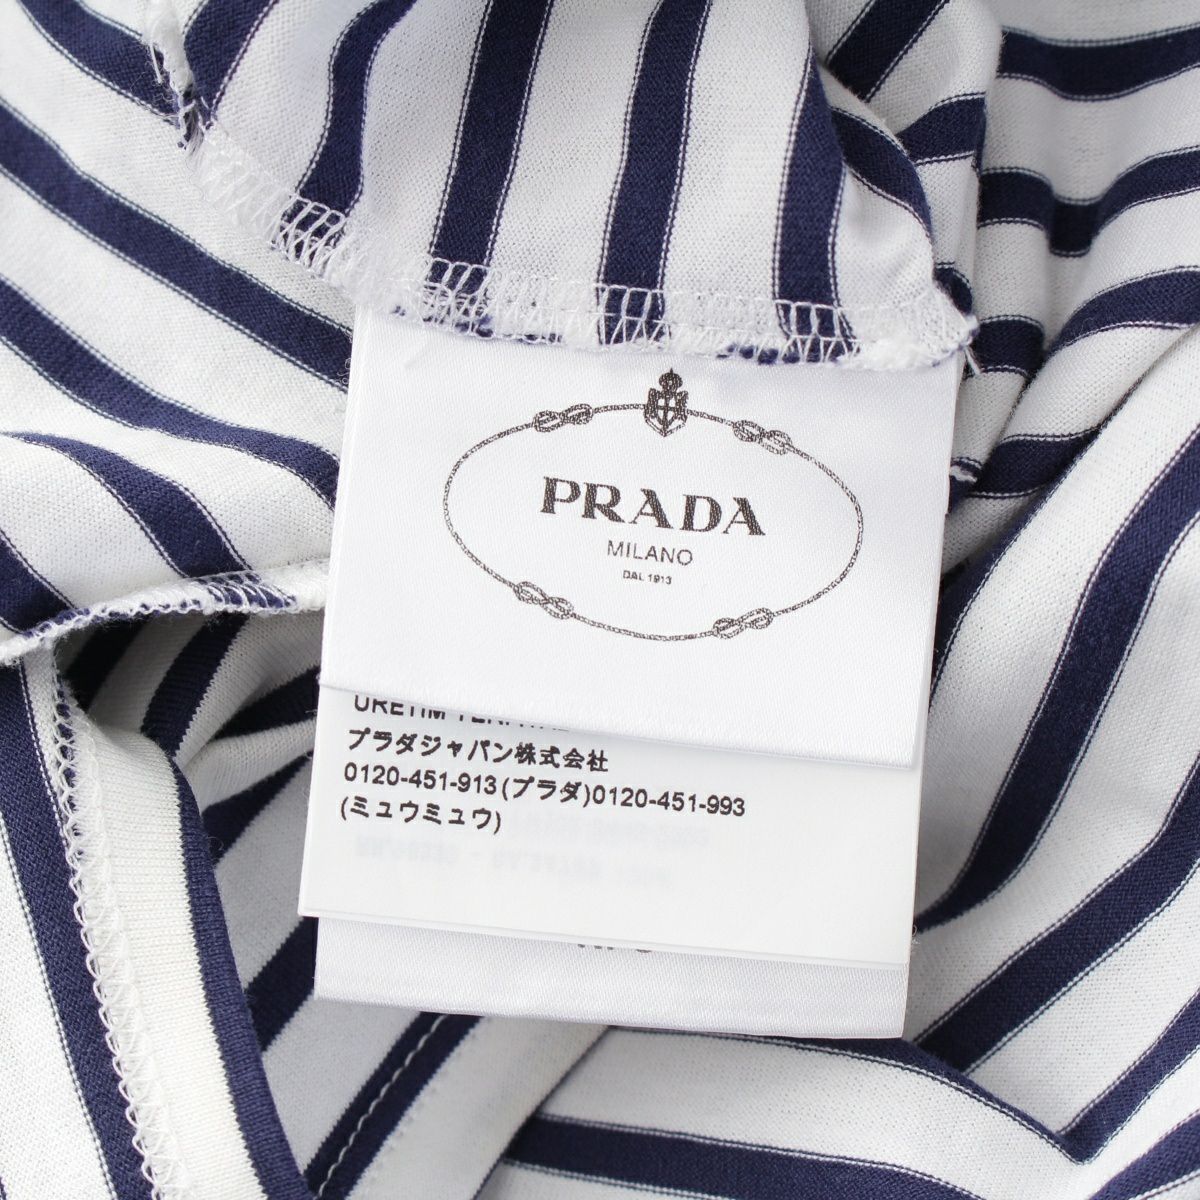 PRADA
MILANO
DAL 1913
プラダジャパン株式会社
0120-451-913(プラダ)0120-451-993
(ミュウミュウ)